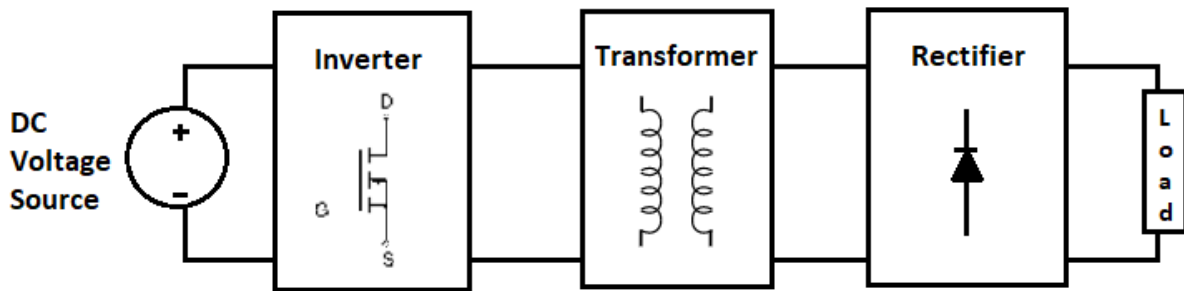 DC
Voltage
Source
+
−
Inverter
D
G
S
Transformer
Rectifier
L
o
a
d